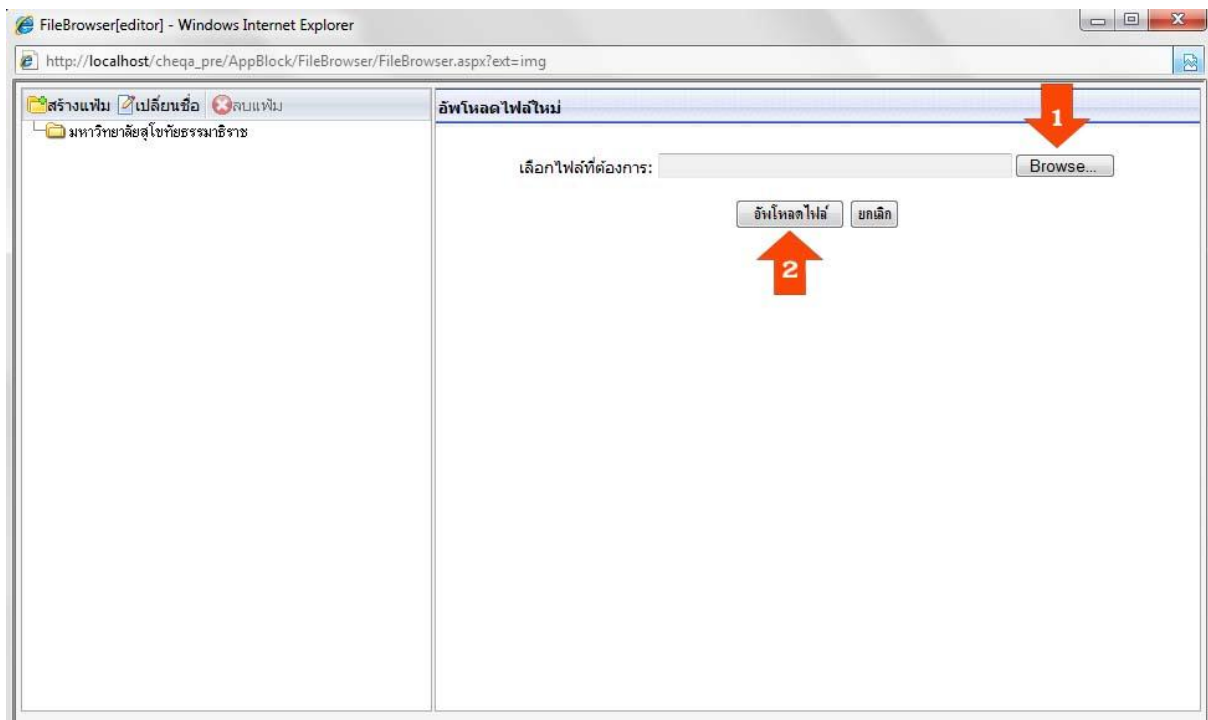 FileBrowser[editor] - Windows Internet Explorer
http://localhost/cheqa_pre/AppBlock/FileBrowser/FileBrowser.aspx?ext=img
สร้างแฟ้ม เปลี่ยนชื่อ ลบแฟ้ม
มหาวิทยาลัยสุโขทัยธรรมาธิราช
อัพโหลดไฟล์ใหม่
1
เลือกไฟล์ที่ต้องการ: Browse...
อัพโหลดไฟล์ ยกเลิก
2